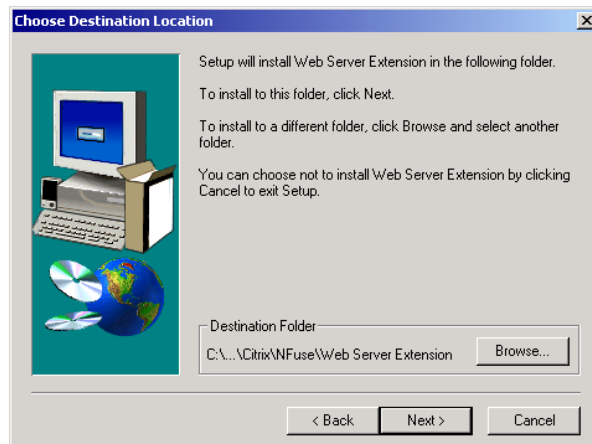 Choose Destination Location
Setup will install Web Server Extension in the following folder.
To install to this folder, click Next.
To install to a different folder, click Browse and select another
folder.
You can choose not to install Web Server Extension by clicking
Cancel to exit Setup.
Destination Folder
C:\...\Citrix\NFuse\Web Server Extension
Browse...
< Back
Next >
Cancel